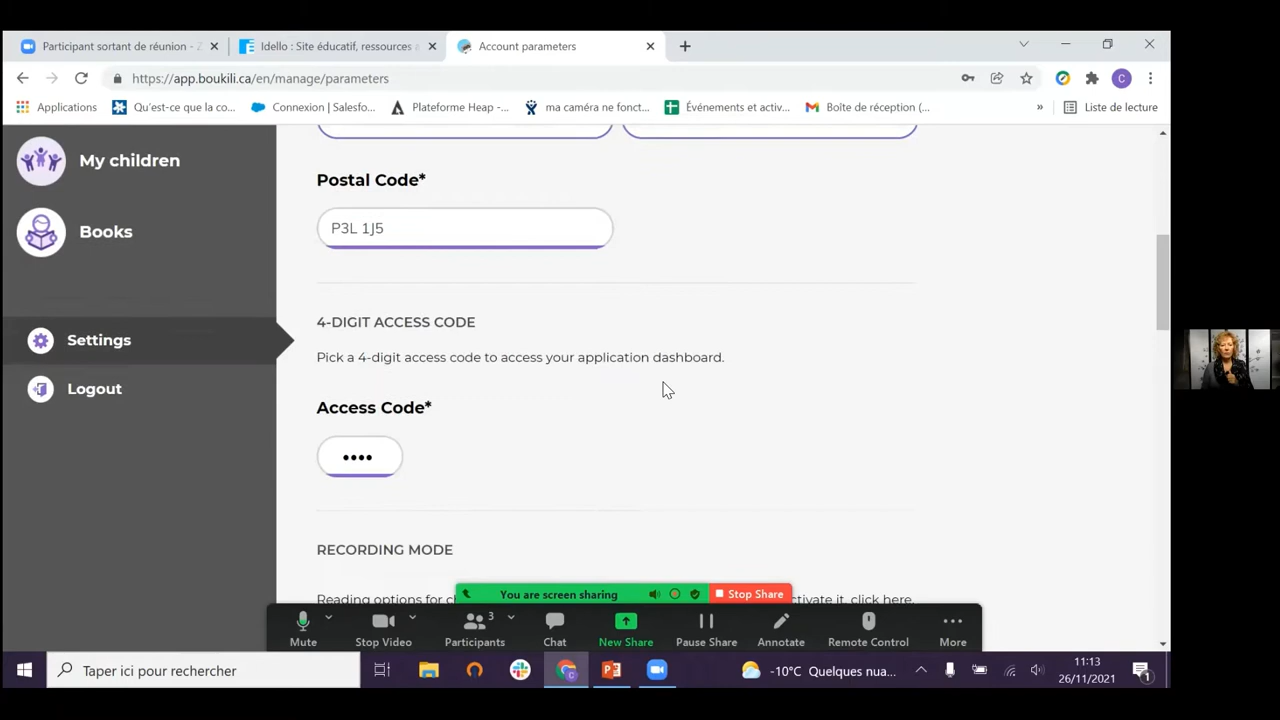 Participant sortant de réunion - Z
Idello : Site éducatif, ressources
Account parameters
https://app.boukili.ca/en/manage/parameters
Applications
Qu'est-ce que la co...
Connexion | Salesfo...
Plateforme Heap -...
ma caméra ne fonct...
Événements et activ...
Boîte de réception (...
»
Liste de lecture
My children
Books
Settings
Logout
Postal Code*
P3L 1J5
4-DIGIT ACCESS CODE
Pick a 4-digit access code to access your application dashboard.
Access Code*
••••
RECORDING MODE
Reading options for
activate it, click here.
You are screen sharing
Stop Share
Mute
Stop Video
Participants
3
Chat
New Share
Pause Share
Annotate
Remote Control
More
Taper ici pour rechercher
-10°C Quelques nua...
11:13
26/11/2021
1